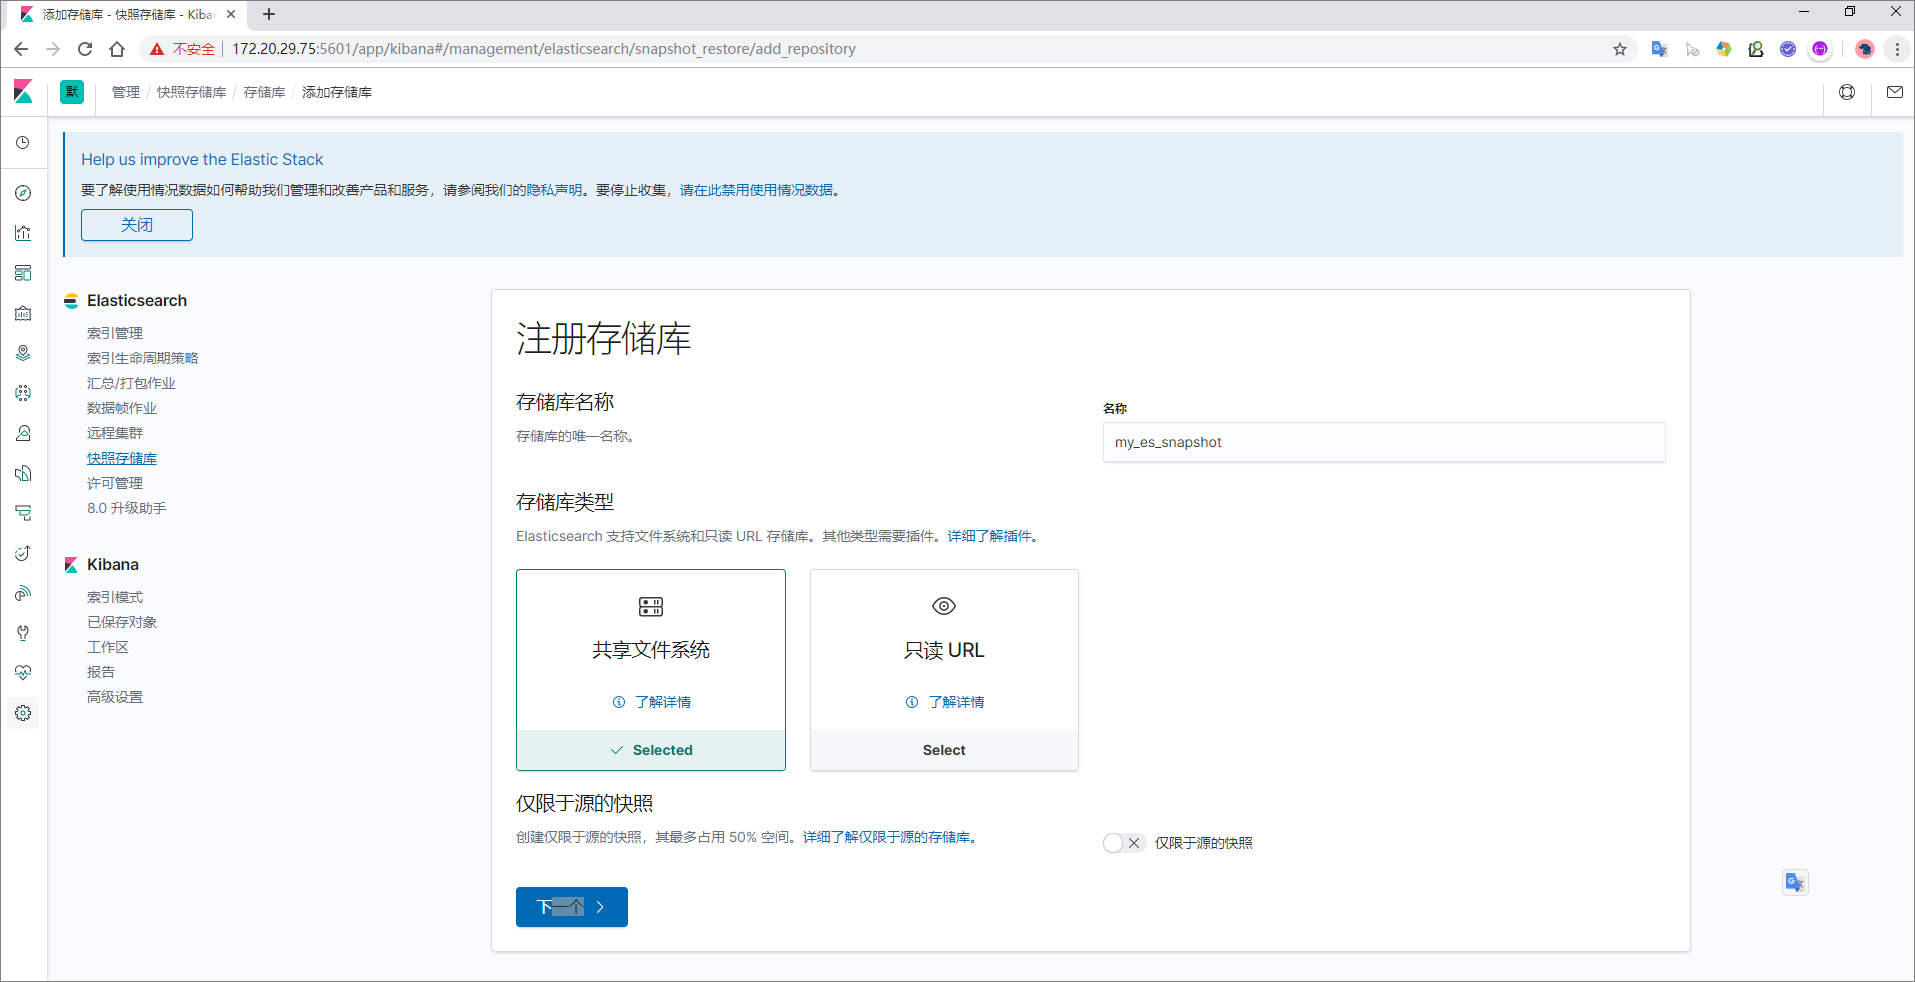 添加存储库 - 快照存储库 - Kiba
不安全
172.20.29.75:5601/app/kibana#/management/elasticsearch/snapshot_restore/add_repository
默
管理 / 快照存储库 / 存储库 / 添加存储库
Help us improve the Elastic Stack
要了解使用情况数据如何帮助我们管理和改善产品和服务，请参阅我们的隐私声明。要停止收集，请在此禁用使用情况数据。
关闭
Elasticsearch
索引管理
索引生命周期策略
汇总/打包作业
数据帧作业
远程集群
快照存储库
许可管理
8.0 升级助手
Kibana
索引模式
已保存对象
工作区
报告
高级设置
注册存储库
存储库名称
存储库的唯一名称。
名称
my_es_snapshot
存储库类型
Elasticsearch 支持文件系统和只读 URL 存储库。其他类型需要插件。详细了解插件。
共享文件系统
了解详情
Selected
只读 URL
了解详情
Select
仅限于源的快照
创建仅限于源的快照，其最多占用 50% 空间。详细了解仅限于源的存储库。
仅限于源的快照
下一个